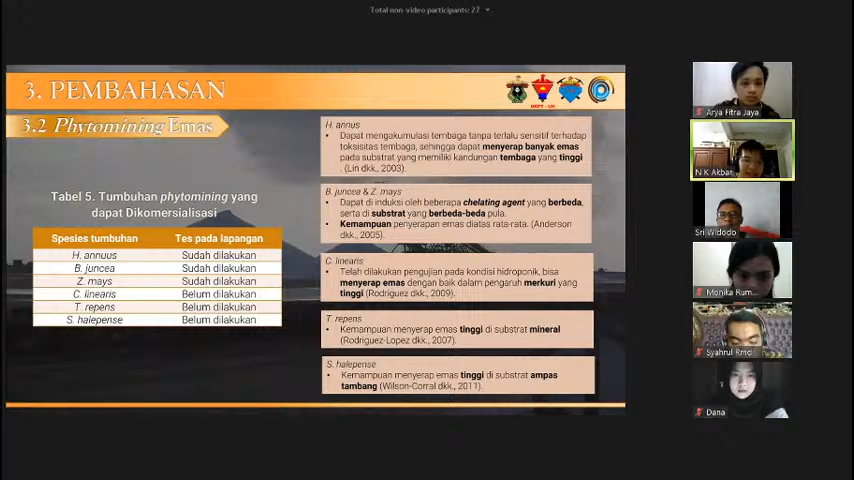 Total non-video participants: 27
3. PEMBAHASAN
3.2 Phytomining Emas
Tabel 5. Tumbuhan phytomining yang
dapat Dikomersialisasi
Spesies tumbuhan Tes pada lapangan
H. annuus Sudah dilakukan
B. juncea Sudah dilakukan
Z. mays Sudah dilakukan
C. linearis Belum dilakukan
T. repens Belum dilakukan
S. halepense Belum dilakukan
H. annus
• Dapat mengakumulasi tembaga tanpa terlalu sensitif terhadap
toksisitas tembaga, sehingga dapat menyerap banyak emas
pada substrat yang memiliki kandungan tembaga yang tinggi
. (Lin dkk., 2003).
B. juncea & Z. mays
• Dapat di induksi oleh beberapa chelating agent yang berbeda,
serta di substrat yang berbeda-beda pula.
• Kemampuan penyerapan emas diatas rata-rata. (Anderson
dkk., 2005).
C. linearis
• Telah dilakukan pengujian pada kondisi hidroponik, bisa
menyerap emas dengan baik dalam pengaruh merkuri yang
tinggi (Rodriguez dkk., 2009).
T. repens
• Kemampuan menyerap emas tinggi di substrat mineral
(Rodriguez-Lopez dkk., 2007).
S. halepense
• Kemampuan menyerap emas tinggi di substrat ampas
tambang (Wilson-Corral dkk., 2011).
Arya Fitra Jaya
N K Akbar
Sri Widodo
Monika Rum...
Syahrul Rmd
Dana